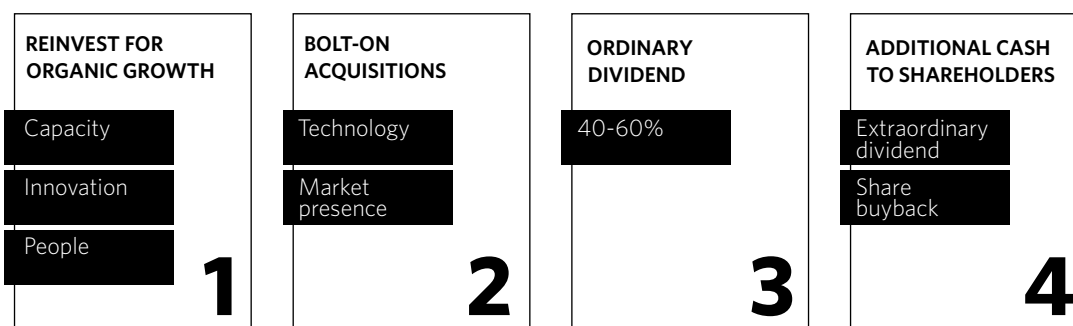 REINVEST FOR
ORGANIC GROWTH
Capacity
Innovation
People
1
BOLT-ON
ACQUISITIONS
Technology
Market
presence
2
ORDINARY
DIVIDEND
40-60%
3
ADDITIONAL CASH
TO SHAREHOLDERS
Extraordinary
dividend
Share
buyback
4